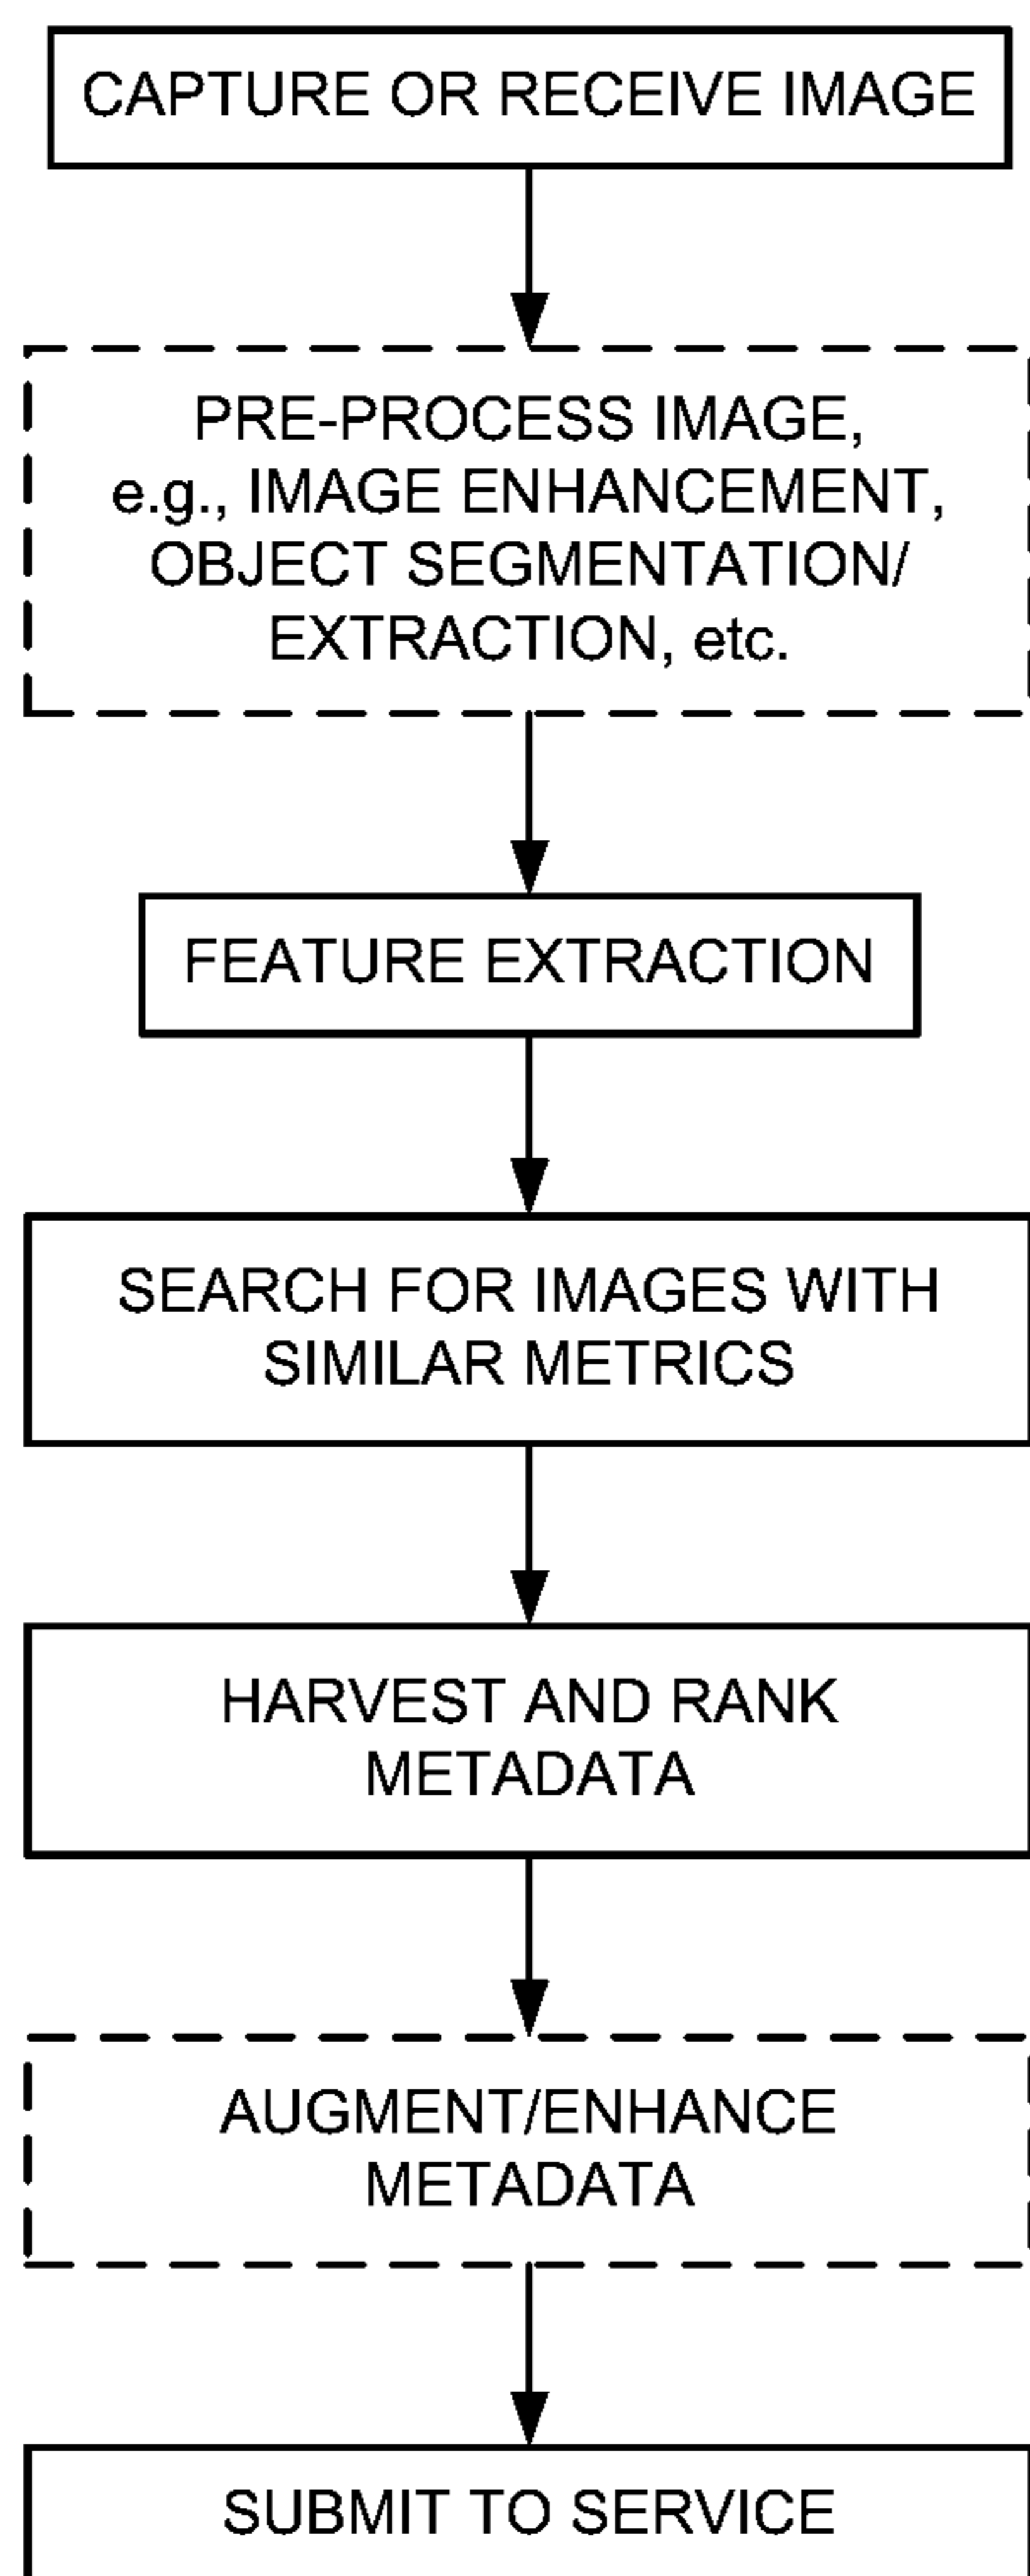 CAPTURE OR RECEIVE IMAGE
PRE-PROCESS IMAGE,
e.g., IMAGE ENHANCEMENT,
OBJECT SEGMENTATION/
EXTRACTION, etc.
FEATURE EXTRACTION
SEARCH FOR IMAGES WITH
SIMILAR METRICS
HARVEST AND RANK
METADATA
AUGMENT/ENHANCE
METADATA
SUBMIT TO SERVICE